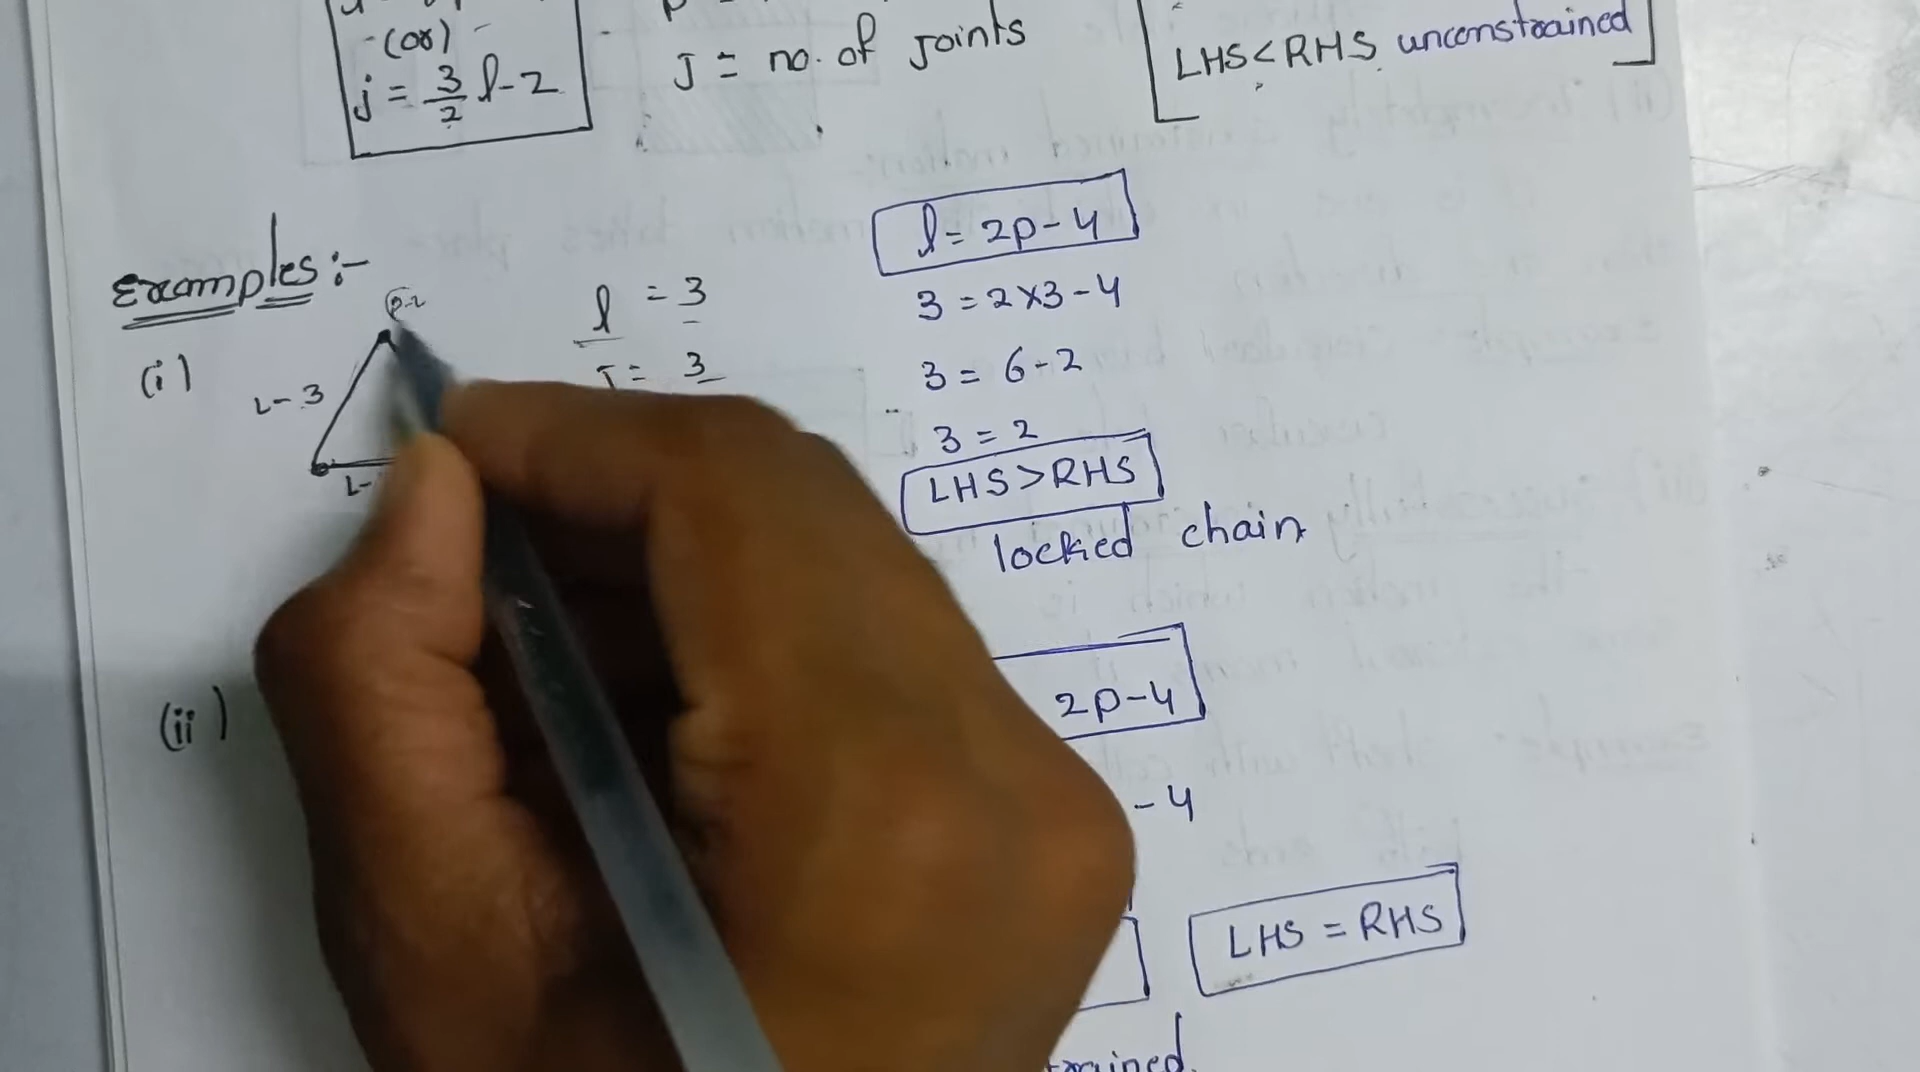 -(or)-
j = 3/2 l-2
J = no. of Joints
LHS<RHS unconstrained
Examples:-
(i)
P-2
L-3
L-
l = 3
J = 3
l = 2p-4
3 = 2x3-4
3 = 6-2
3 = 2
LHS>RHS
locked chain
(ii)
2p-4
-4
LHS = RHS